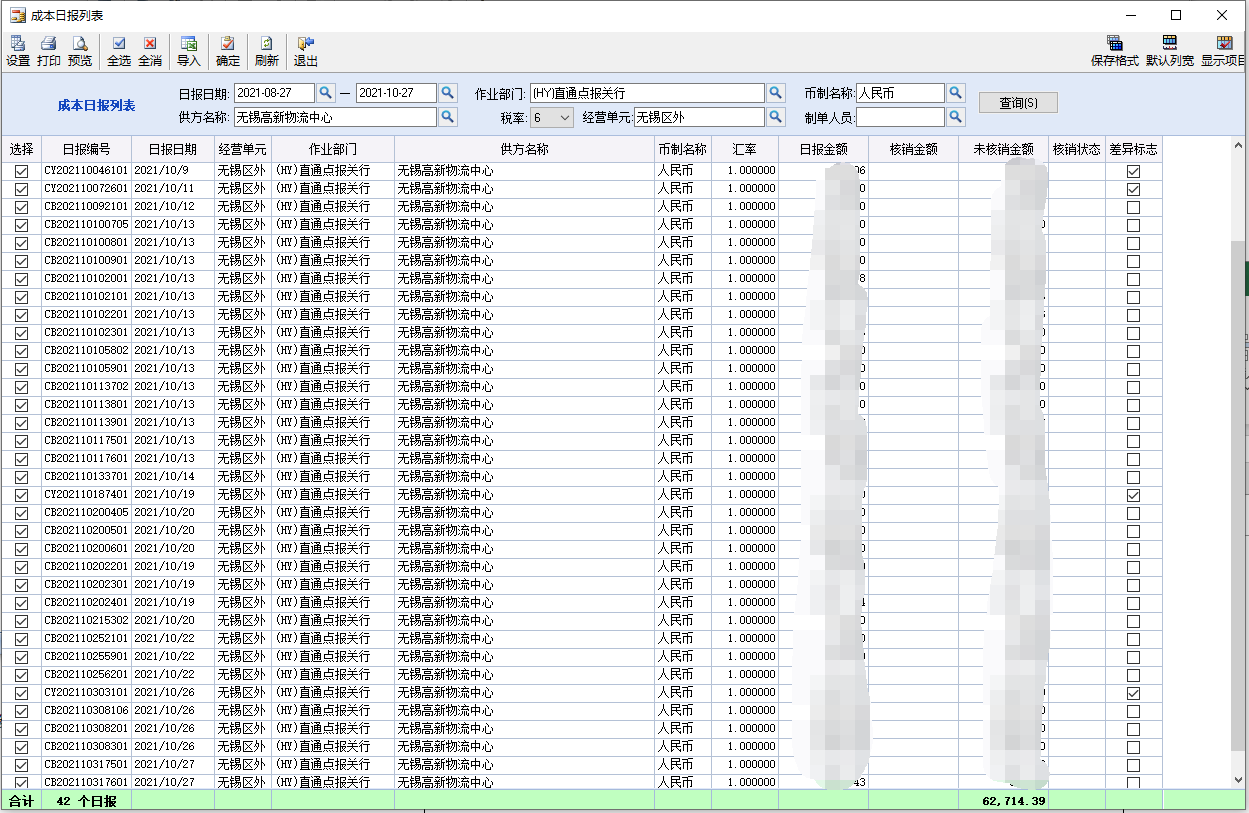 成本日报列表
设置 打印 预览 全选 全消 导入 确定 刷新 退出 保存格式 默认列宽 显示项目
成本日报列表
日报日期: 2021-08-27 — 2021-10-27 作业部门: (HY)直通点报关行 币制名称: 人民币 查询(S)
供方名称: 无锡高新物流中心 税率: 6 经营单元: 无锡区外 制单人员:
选择 日报编号 日报日期 经营单元 作业部门 供方名称 币制名称 汇率 日报金额 核销金额 未核销金额 核销状态 差异标志
CY202110046101 2021/10/9 无锡区外 (HY)直通点报关行 无锡高新物流中心 人民币 1.000000
CY202110072601 2021/10/11 无锡区外 (HY)直通点报关行 无锡高新物流中心 人民币 1.000000
CB202110092101 2021/10/12 无锡区外 (HY)直通点报关行 无锡高新物流中心 人民币 1.000000
CB202110100705 2021/10/13 无锡区外 (HY)直通点报关行 无锡高新物流中心 人民币 1.000000
CB202110100801 2021/10/13 无锡区外 (HY)直通点报关行 无锡高新物流中心 人民币 1.000000
CB202110100901 2021/10/13 无锡区外 (HY)直通点报关行 无锡高新物流中心 人民币 1.000000
CB202110102001 2021/10/13 无锡区外 (HY)直通点报关行 无锡高新物流中心 人民币 1.000000
CB202110102101 2021/10/13 无锡区外 (HY)直通点报关行 无锡高新物流中心 人民币 1.000000
CB202110102201 2021/10/13 无锡区外 (HY)直通点报关行 无锡高新物流中心 人民币 1.000000
CB202110102301 2021/10/13 无锡区外 (HY)直通点报关行 无锡高新物流中心 人民币 1.000000
CB202110105802 2021/10/13 无锡区外 (HY)直通点报关行 无锡高新物流中心 人民币 1.000000
CB202110105901 2021/10/13 无锡区外 (HY)直通点报关行 无锡高新物流中心 人民币 1.000000
CB202110113702 2021/10/13 无锡区外 (HY)直通点报关行 无锡高新物流中心 人民币 1.000000
CB202110113801 2021/10/13 无锡区外 (HY)直通点报关行 无锡高新物流中心 人民币 1.000000
CB202110113901 2021/10/13 无锡区外 (HY)直通点报关行 无锡高新物流中心 人民币 1.000000
CB202110117501 2021/10/13 无锡区外 (HY)直通点报关行 无锡高新物流中心 人民币 1.000000
CB202110117601 2021/10/13 无锡区外 (HY)直通点报关行 无锡高新物流中心 人民币 1.000000
CB202110133701 2021/10/14 无锡区外 (HY)直通点报关行 无锡高新物流中心 人民币 1.000000
CY202110187401 2021/10/19 无锡区外 (HY)直通点报关行 无锡高新物流中心 人民币 1.000000
CB202110200405 2021/10/20 无锡区外 (HY)直通点报关行 无锡高新物流中心 人民币 1.000000
CB202110200501 2021/10/20 无锡区外 (HY)直通点报关行 无锡高新物流中心 人民币 1.000000
CB202110200601 2021/10/20 无锡区外 (HY)直通点报关行 无锡高新物流中心 人民币 1.000000
CB202110202201 2021/10/19 无锡区外 (HY)直通点报关行 无锡高新物流中心 人民币 1.000000
CB202110202301 2021/10/19 无锡区外 (HY)直通点报关行 无锡高新物流中心 人民币 1.000000
CB202110202401 2021/10/19 无锡区外 (HY)直通点报关行 无锡高新物流中心 人民币 1.000000
CB202110215302 2021/10/20 无锡区外 (HY)直通点报关行 无锡高新物流中心 人民币 1.000000
CB202110252101 2021/10/22 无锡区外 (HY)直通点报关行 无锡高新物流中心 人民币 1.000000
CB202110255901 2021/10/22 无锡区外 (HY)直通点报关行 无锡高新物流中心 人民币 1.000000
CB202110256201 2021/10/22 无锡区外 (HY)直通点报关行 无锡高新物流中心 人民币 1.000000
CY202110303101 2021/10/26 无锡区外 (HY)直通点报关行 无锡高新物流中心 人民币 1.000000
CB202110308106 2021/10/26 无锡区外 (HY)直通点报关行 无锡高新物流中心 人民币 1.000000
CB202110308201 2021/10/26 无锡区外 (HY)直通点报关行 无锡高新物流中心 人民币 1.000000
CB202110308301 2021/10/26 无锡区外 (HY)直通点报关行 无锡高新物流中心 人民币 1.000000
CB202110317501 2021/10/27 无锡区外 (HY)直通点报关行 无锡高新物流中心 人民币 1.000000
CB202110317601 2021/10/27 无锡区外 (HY)直通点报关行 无锡高新物流中心 人民币 1.000000
合计 42 个日报 62,714.39